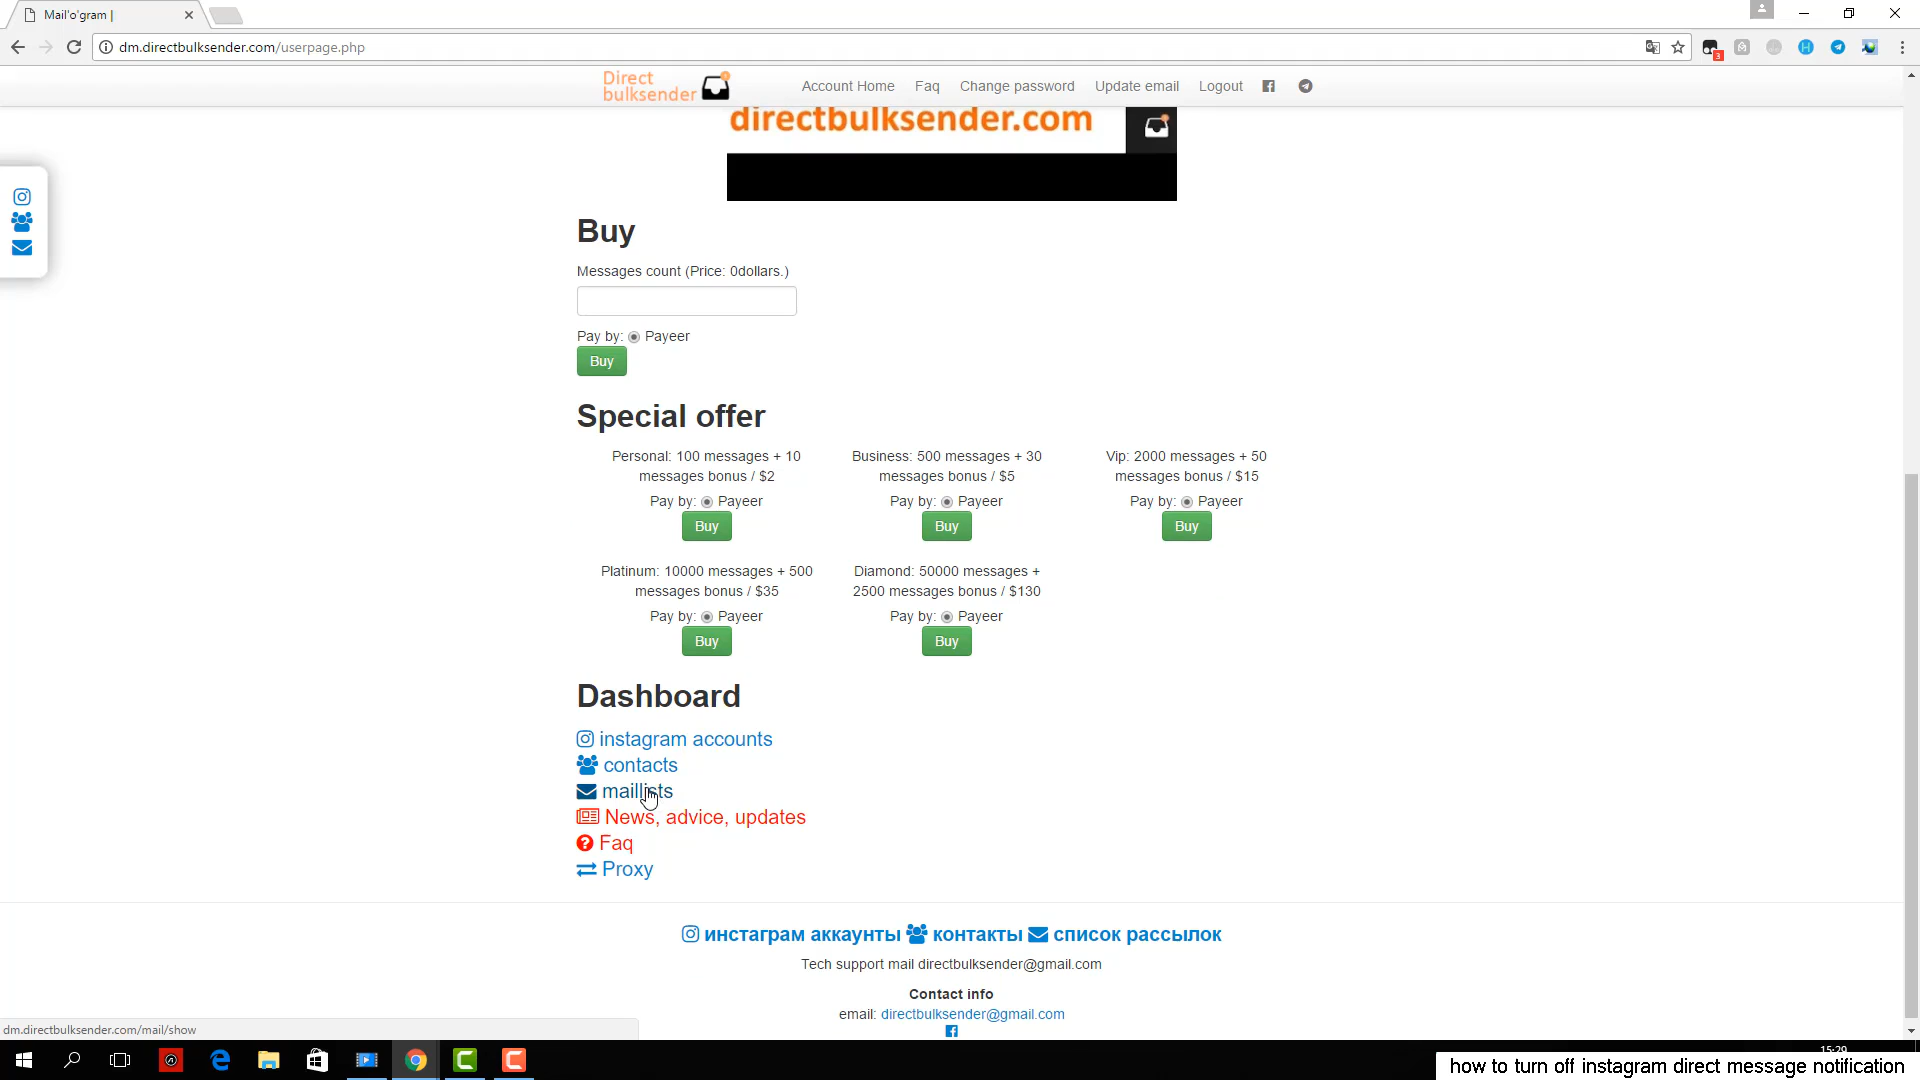 Mail'o'gram |
dm.directbulksender.com/userpage.php
3
Direct
bulksender
Account Home
Faq
Change password
Update email
Logout
directbulksender.com
Buy
Messages count (Price: 0dollars.)
Pay by: Payeer
Buy
Special offer
Personal: 100 messages + 10
messages bonus / $2
Pay by: Payeer
Buy
Business: 500 messages + 30
messages bonus / $5
Pay by: Payeer
Buy
Vip: 2000 messages + 50
messages bonus / $15
Pay by: Payeer
Buy
Platinum: 10000 messages + 500
messages bonus / $35
Pay by: Payeer
Buy
Diamond: 50000 messages +
2500 messages bonus / $130
Pay by: Payeer
Buy
Dashboard
instagram accounts
contacts
maillists
News, advice, updates
Faq
Proxy
инстаграм аккаунты контакты список рассылок
Tech support mail directbulksender@gmail.com
Contact info
email: directbulksender@gmail.com
dm.directbulksender.com/mail/show
15:29
how to turn off instagram direct message notification